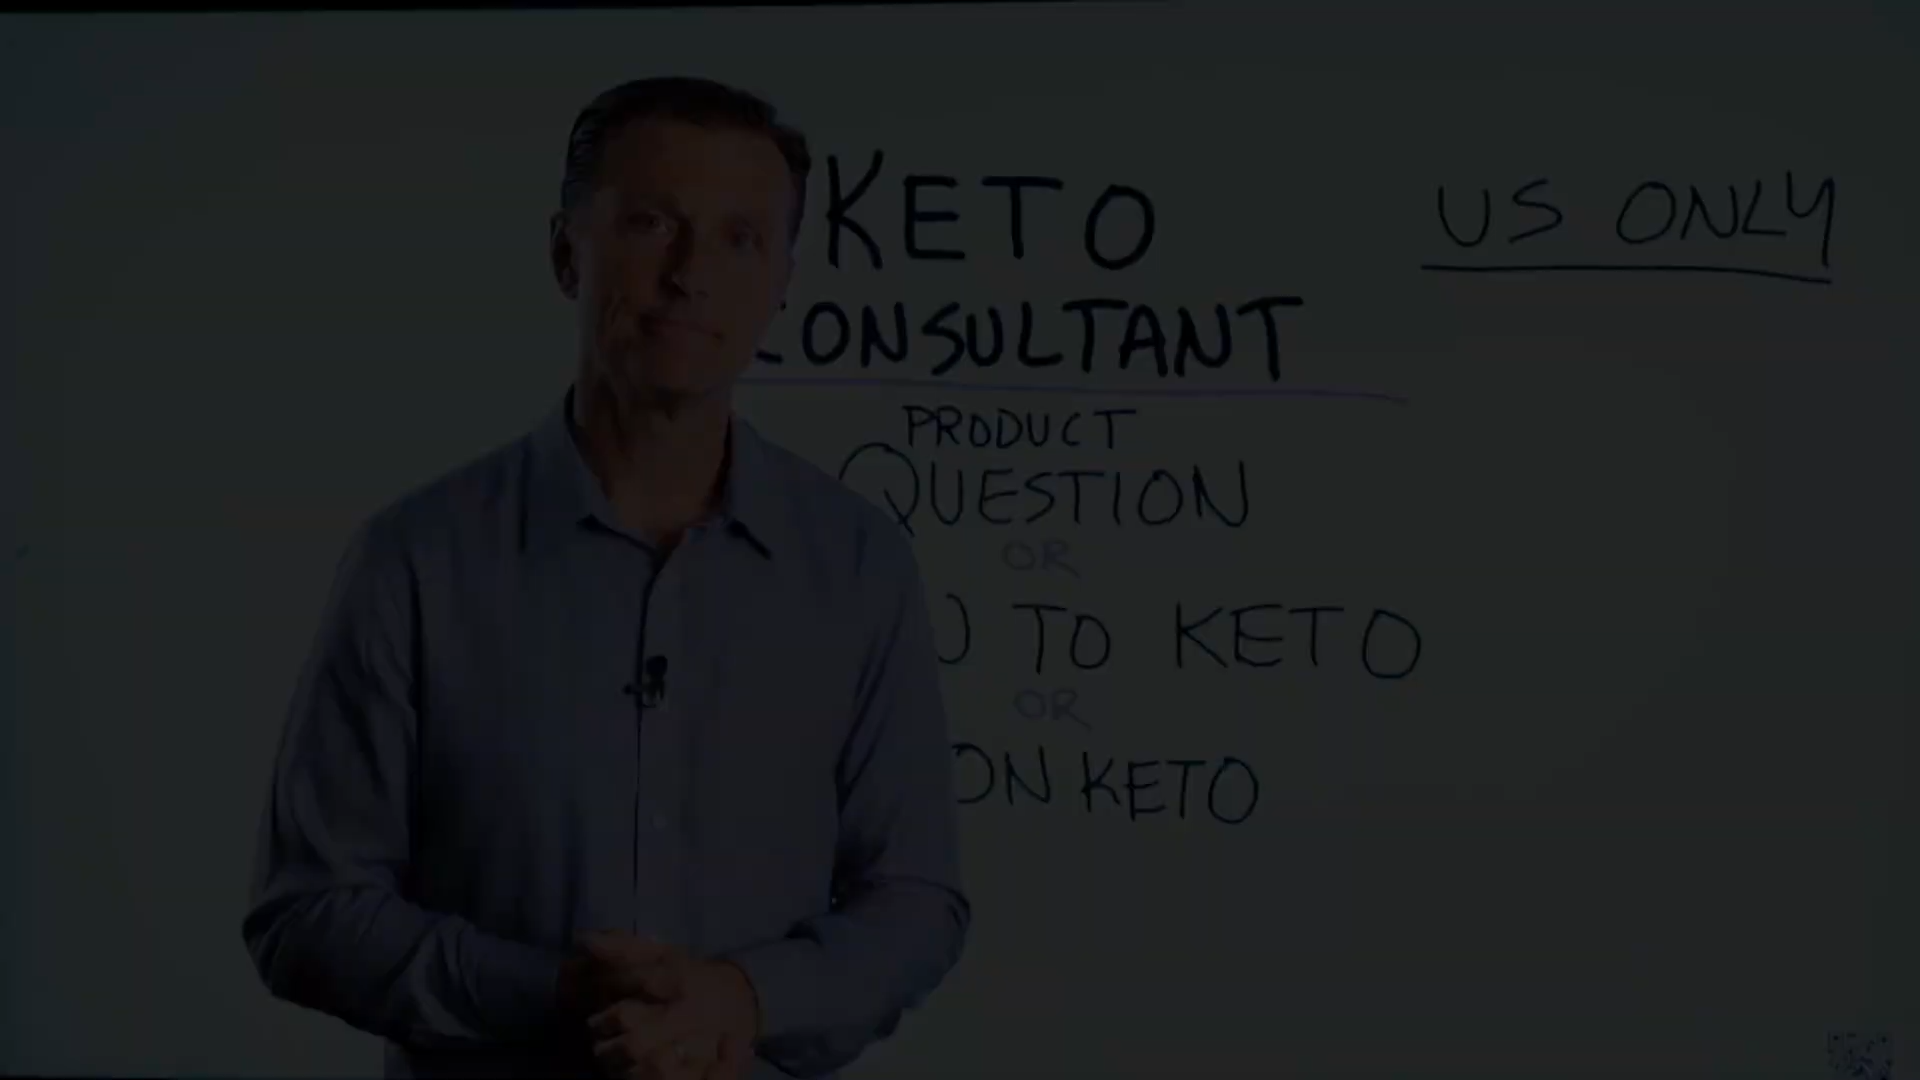 KETO
US ONLY
CONSULTANT
PRODUCT
QUESTION
OR
TO KETO
OR
ON KETO